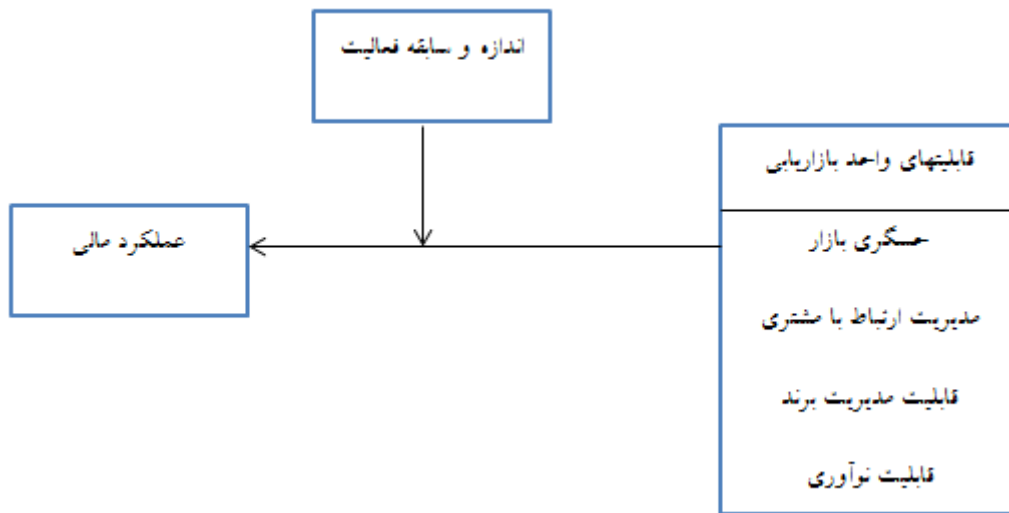 اندازه و سابقه فعالیت
قابلیتهای واحد بازاریابی
حسگری بازار
عملکرد مالی
مدیریت ارتباط با مشتری
قابلیت مدیریت برند
قابلیت نوآوری